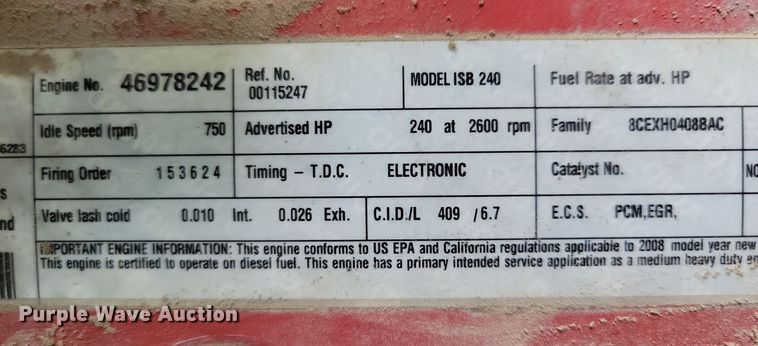 Engine No. 46978242 Ref. No. 00115247 MODEL ISB 240 Fuel Rate at adv. HP
Idle Speed (rpm) 750 Advertised HP 240 at 2600 rpm Family 8CEXH0408BAC
6283
Firing Order 1 5 3 6 2 4 Timing – T.D.C. ELECTRONIC Catalyst No. NO
s
Valve lash cold 0.010 Int. 0.026 Exh. C.I.D./L 409 / 6.7 E.C.S. PCM,EGR,
nd
IMPORTANT ENGINE INFORMATION: This engine conforms to US EPA and California regulations applicable to 2008 model year new
This engine is certified to operate on diesel fuel. This engine has a primary intended service application as a medium heavy duty en
Purple Wave Auction